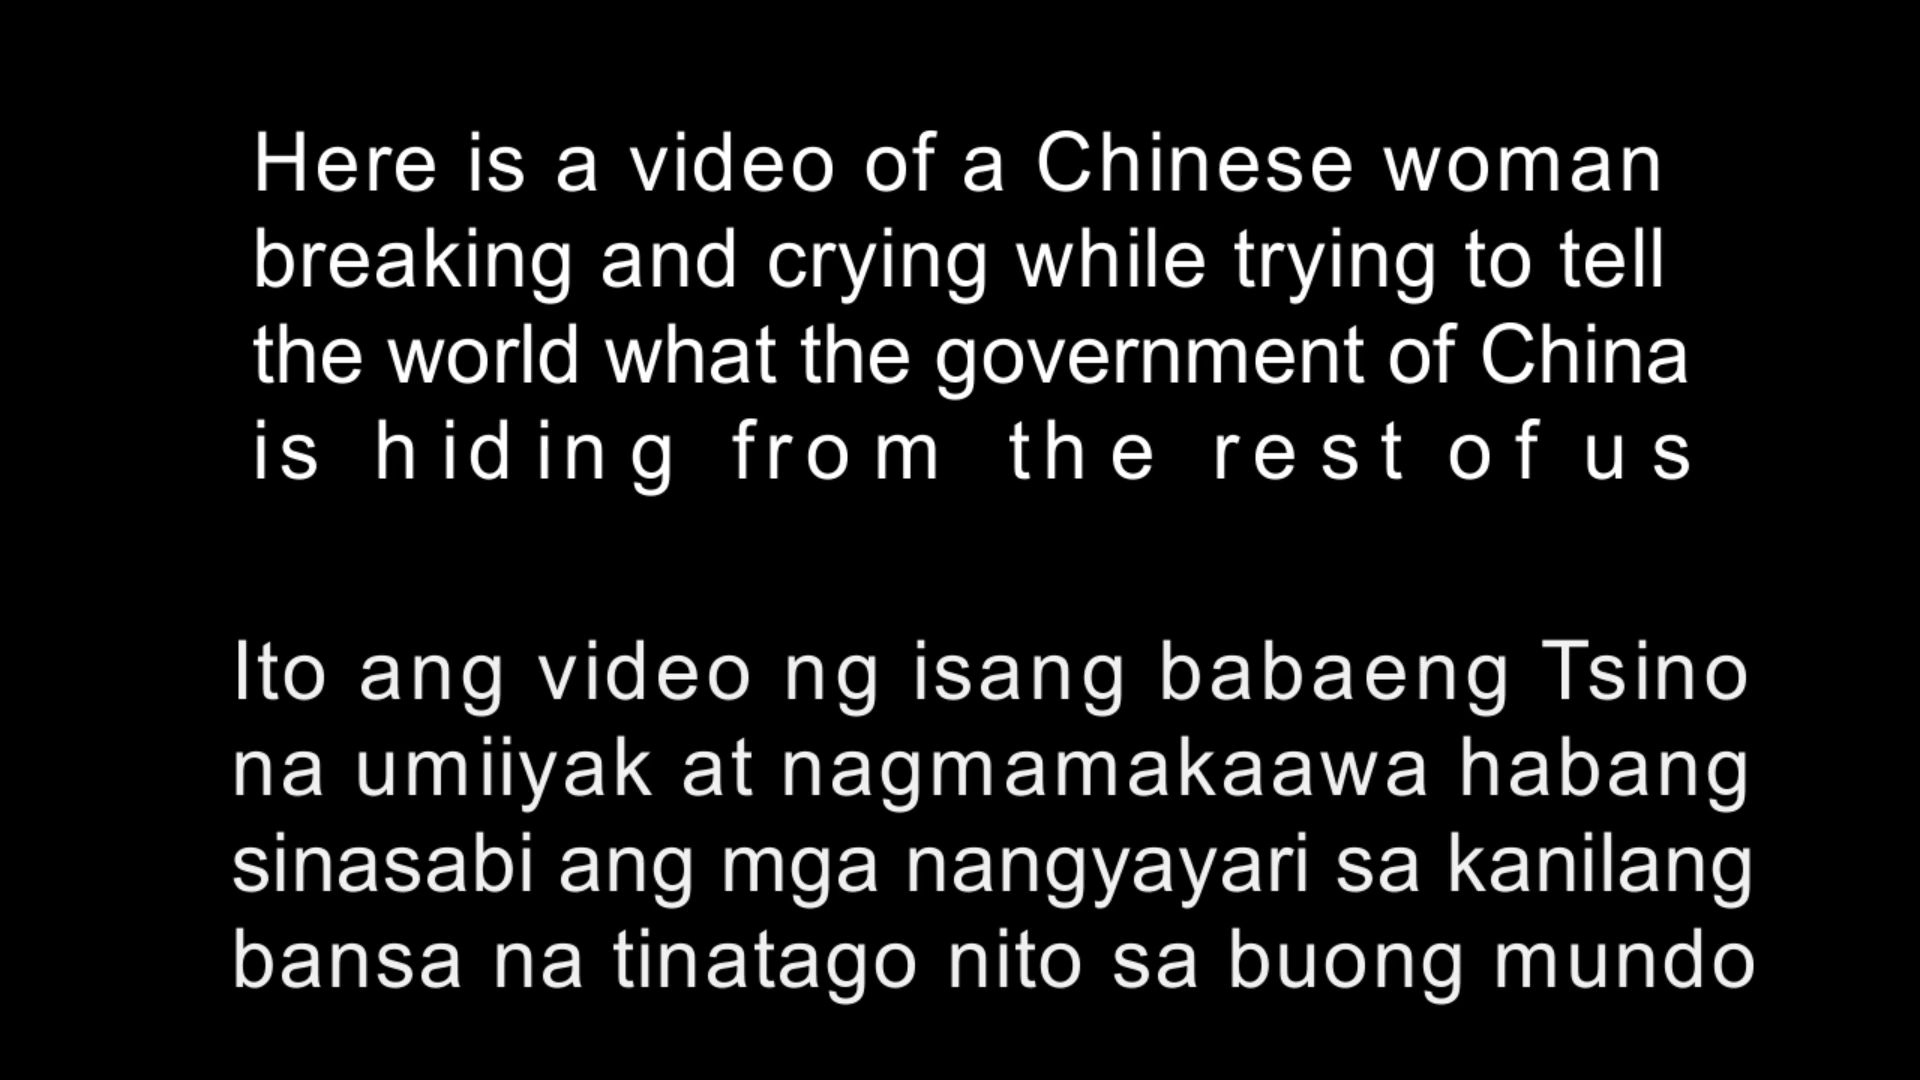 Here is a video of a Chinese woman
breaking and crying while trying to tell
the world what the government of China
is hiding from the rest of us
Ito ang video ng isang babaeng Tsino
na umiiyak at nagmamakaawa habang
sinasabi ang mga nangyayari sa kanilang
bansa na tinatago nito sa buong mundo